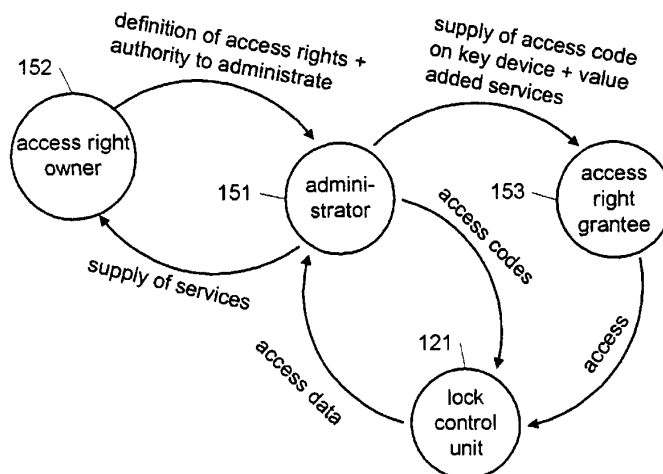 definition of access rights +
authority to administrate
supply of access code
on key device + value
added services
152
access right
owner
151
admini-
strator
153
access
right
grantee
access codes
supply of services
access data
121
access
lock
control
unit